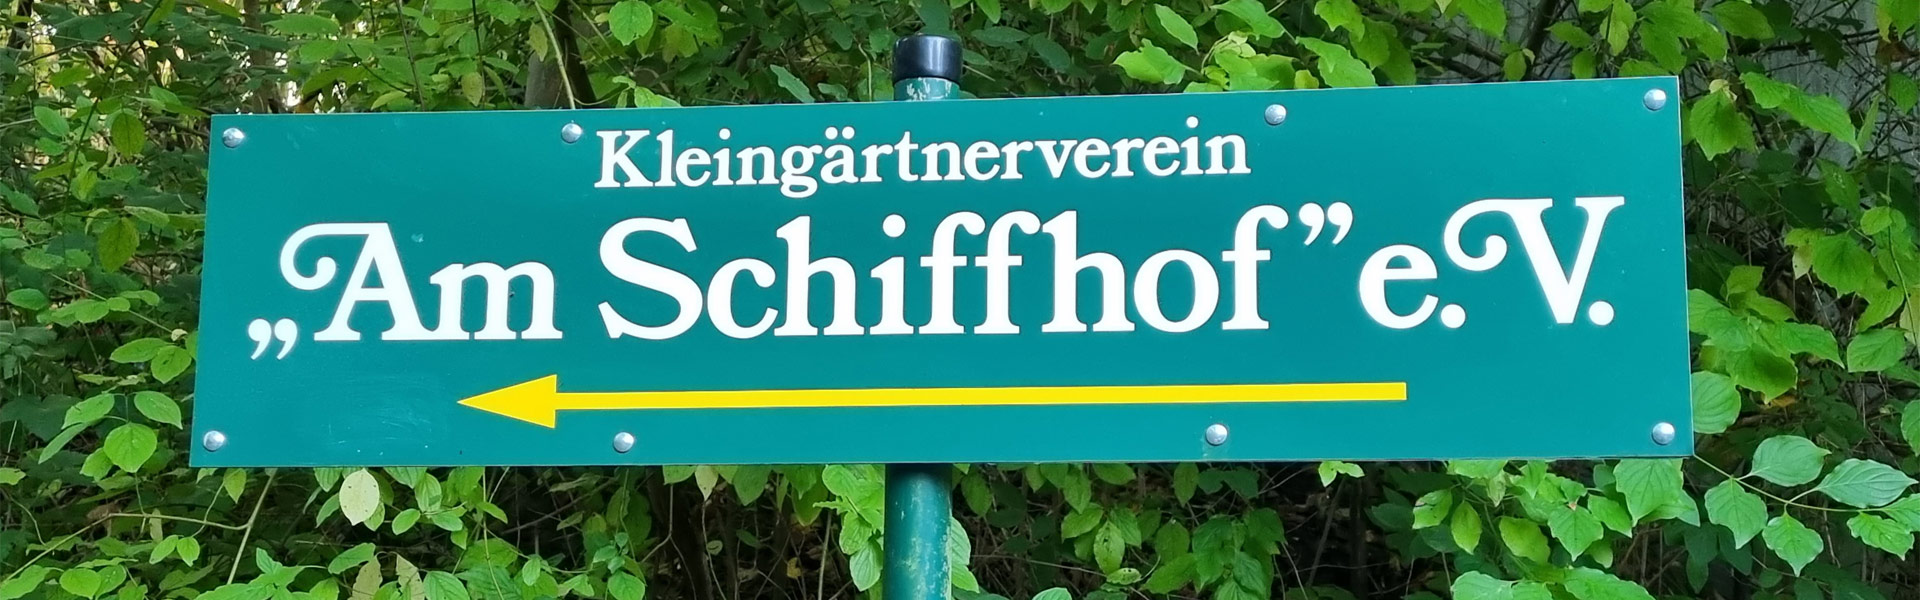 Kleingärtnerverein
„Am Schiffhof” e.V.